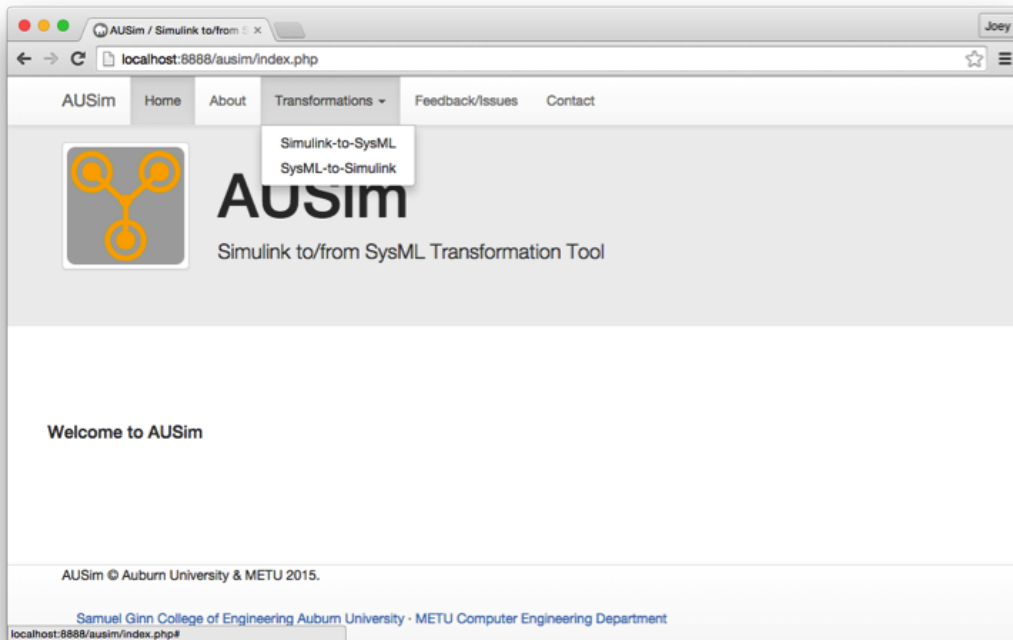 AUSim / Simulink to/from S
Joey
localhost:8888/ausim/index.php
AUSim Home About Transformations Feedback/Issues Contact
Simulink-to-SysML
SysML-to-Simulink
AUSim
Simulink to/from SysML Transformation Tool
Welcome to AUSim
AUSim © Auburn University & METU 2015.
Samuel Ginn College of Engineering Auburn University · METU Computer Engineering Department
localhost:8888/ausim/index.php#